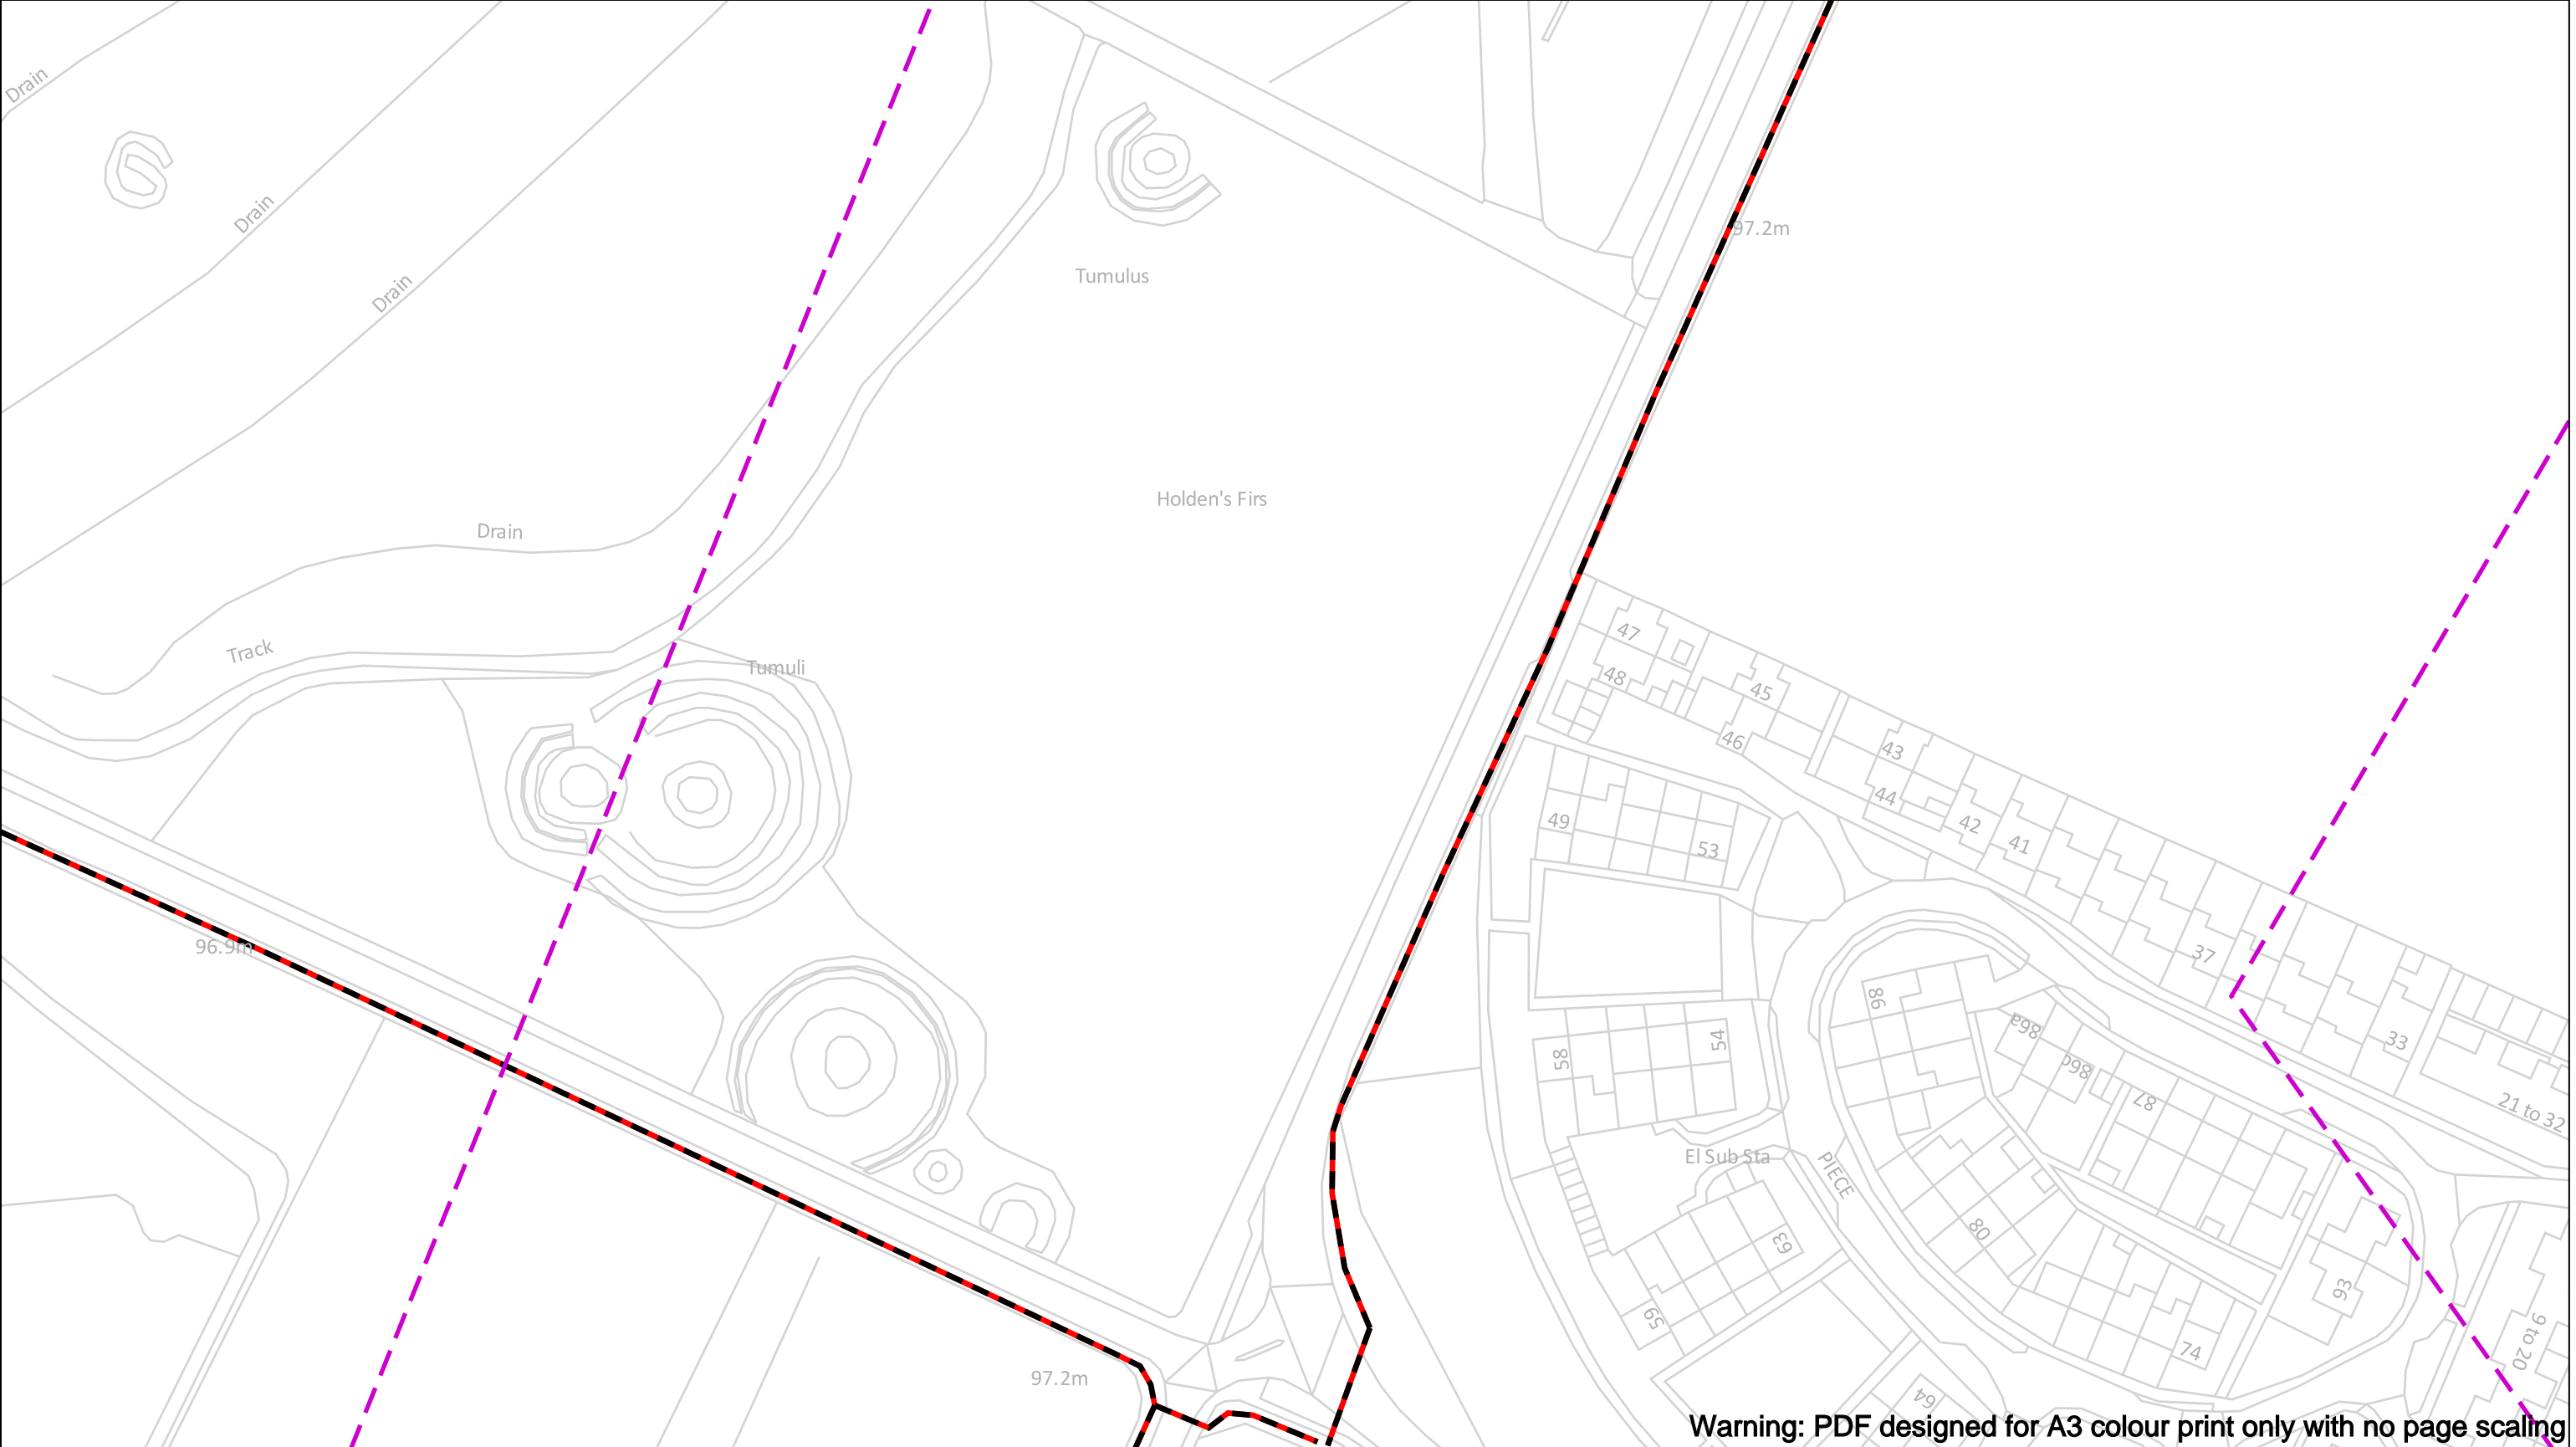 Drain
Drain
Drain
Tumulus
97.2m
Holden's Firs
Drain
Track
Tumuli
47
48
45
46
43
44
42
41
49
53
37
33
96.9m
86
86a
86c
87
21 to 32
58
54
El Sub Sta
PIECE
80
63
59
93
74
9 to 20
97.2m
64
Warning: PDF designed for A3 colour print only with no page scaling